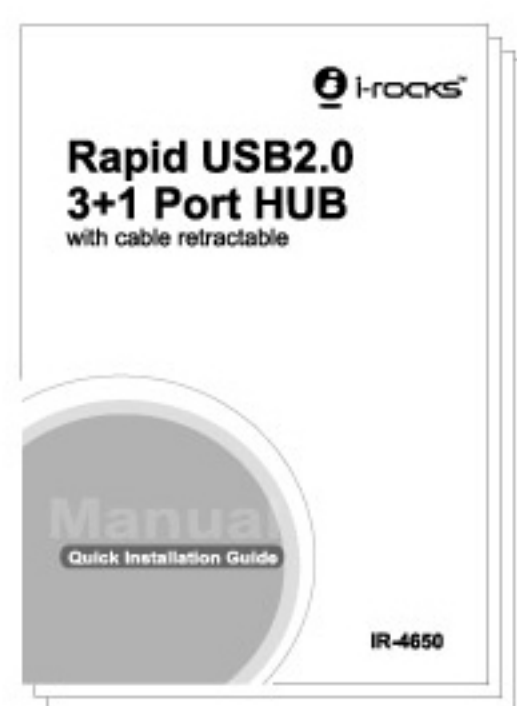 i-rocks™
Rapid USB2.0
3+1 Port HUB
with cable retractable
Manual
Quick Installation Guide
IR-4650